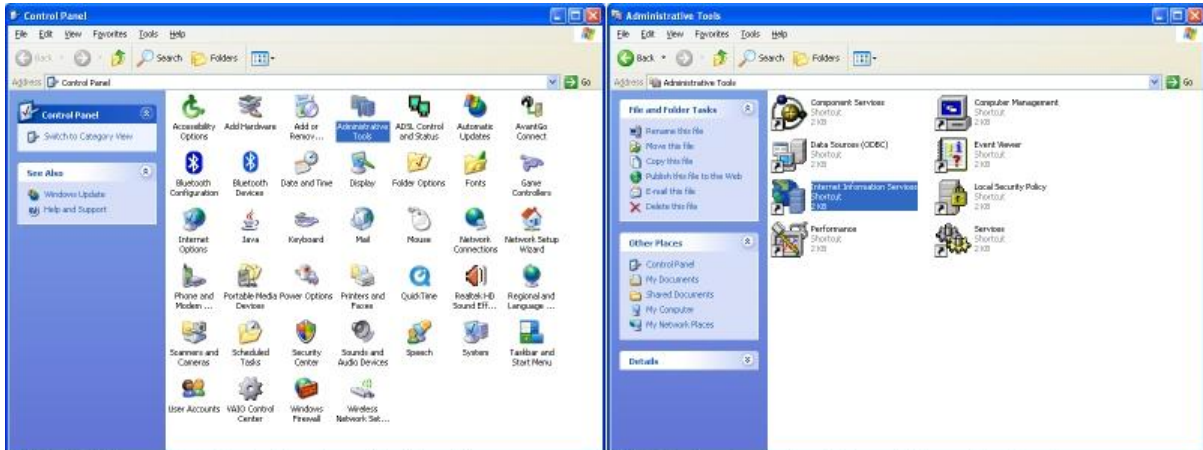 Control Panel
File Edit View Favorites Tools Help
Back Search Folders
Address Control Panel Go
Control Panel
Switch to Category View
See Also
Windows Update
Help and Support
Accessibility Options
Add Hardware
Add or Remov...
Administrative Tools
ADSL Control and Status
Automatic Updates
AvantGo Connect
Bluetooth Configuration
Bluetooth Devices
Date and Time
Display
Folder Options
Fonts
Game Controllers
Internet Options
Java
Keyboard
Mail
Mouse
Network Connections
Network Setup Wizard
Phone and Modem ...
Portable Media Devices
Power Options
Printers and Faxes
QuickTime
Realtek HD Sound Eff...
Regional and Language ...
Scanners and Cameras
Scheduled Tasks
Security Center
Sounds and Audio Devices
Speech
System
Taskbar and Start Menu
User Accounts
VAIO Control Center
Windows Firewall
Wireless Network Set...
Administrative Tools
File Edit View Favorites Tools Help
Back Search Folders
Address Administrative Tools Go
File and Folder Tasks
Rename this file
Move this file
Copy this file
Publish this file to the Web
E-mail this file
Delete this file
Other Places
Control Panel
My Documents
Shared Documents
My Computer
My Network Places
Details
Component Services
Shortcut
2 KB
Computer Management
Shortcut
2 KB
Data Sources (ODBC)
Shortcut
2 KB
Event Viewer
Shortcut
2 KB
Internet Information Services
Shortcut
2 KB
Local Security Policy
Shortcut
2 KB
Performance
Shortcut
2 KB
Services
Shortcut
2 KB